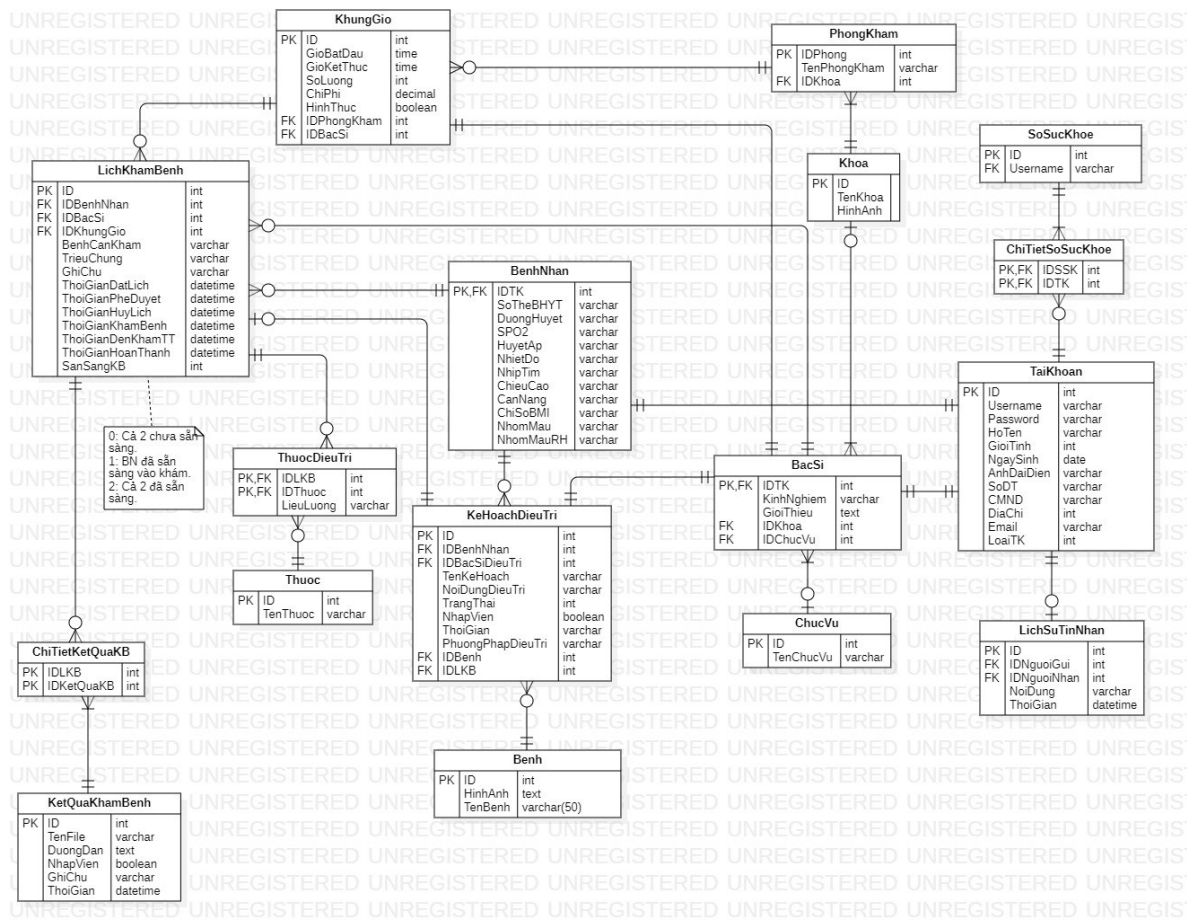 KhungGio
PK ID int
GioBatDau time
GioKetThuc time
SoLuong int
ChiPhi decimal
HinhThuc boolean
FK IDPhongKham int
FK IDBacSi int
PhongKham
PK IDPhong int
TenPhongKham varchar
FK IDKhoa int
SoSucKhoe
PK ID int
FK Username varchar
Khoa
PK ID
TenKhoa
HinhAnh
LichKhamBenh
PK ID int
FK IDBenhNhan int
FK IDBacSi int
FK IDKhungGio int
BenhCanKham varchar
TrieuChung varchar
GhiChu varchar
ThoiGianDatLich datetime
ThoiGianPheDuyet datetime
ThoiGianHuyLich datetime
ThoiGianKhamBenh datetime
ThoiGianDenKhamTT datetime
ThoiGianHoanThanh datetime
SanSangKB int
ChiTietSoSucKhoe
PK,FK IDSSK int
PK,FK IDTK int
BenhNhan
PK,FK IDTK int
SoTheBHYT varchar
DuongHuyet varchar
SPO2 varchar
HuyetAp varchar
NhietDo varchar
NhipTim varchar
ChieuCao varchar
CanNang varchar
ChiSoBMI varchar
NhomMau varchar
NhomMauRH varchar
TaiKhoan
PK ID int
Username varchar
Password varchar
HoTen varchar
GioiTinh int
NgaySinh date
AnhDaiDien varchar
SoDT varchar
CMND varchar
DiaChi int
Email varchar
LoaiTK int
0: Cả 2 chưa sẵn
sàng.
1: BN đã sẵn
sàng vào khám.
2: Cả 2 đã sẵn
sàng.
ThuocDieuTri
PK,FK IDLKB int
PK,FK IDThuoc int
LieuLuong varchar
BacSi
PK,FK IDTK int
KinhNghiem varchar
GioiThieu text
FK IDKhoa int
FK IDChucVu int
KeHoachDieuTri
PK ID int
FK IDBenhNhan int
FK IDBacSiDieuTri int
TenKeHoach varchar
NoiDungDieuTri varchar
TrangThai int
NhapVien boolean
ThoiGian varchar
PhuongPhapDieuTri varchar
FK IDBenh int
FK IDLKB int
Thuoc
PK ID int
TenThuoc varchar
ChucVu
PK ID int
TenChucVu varchar
LichSuTinNhan
PK ID int
FK IDNguoiGui int
FK IDNguoiNhan int
NoiDung varchar
ThoiGian datetime
ChiTietKetQuaKB
PK IDLKB int
PK IDKetQuaKB int
Benh
PK ID int
HinhAnh text
TenBenh varchar(50)
KetQuaKhamBenh
PK ID int
TenFile varchar
DuongDan text
NhapVien boolean
GhiChu varchar
ThoiGian datetime
UNREGISTERED